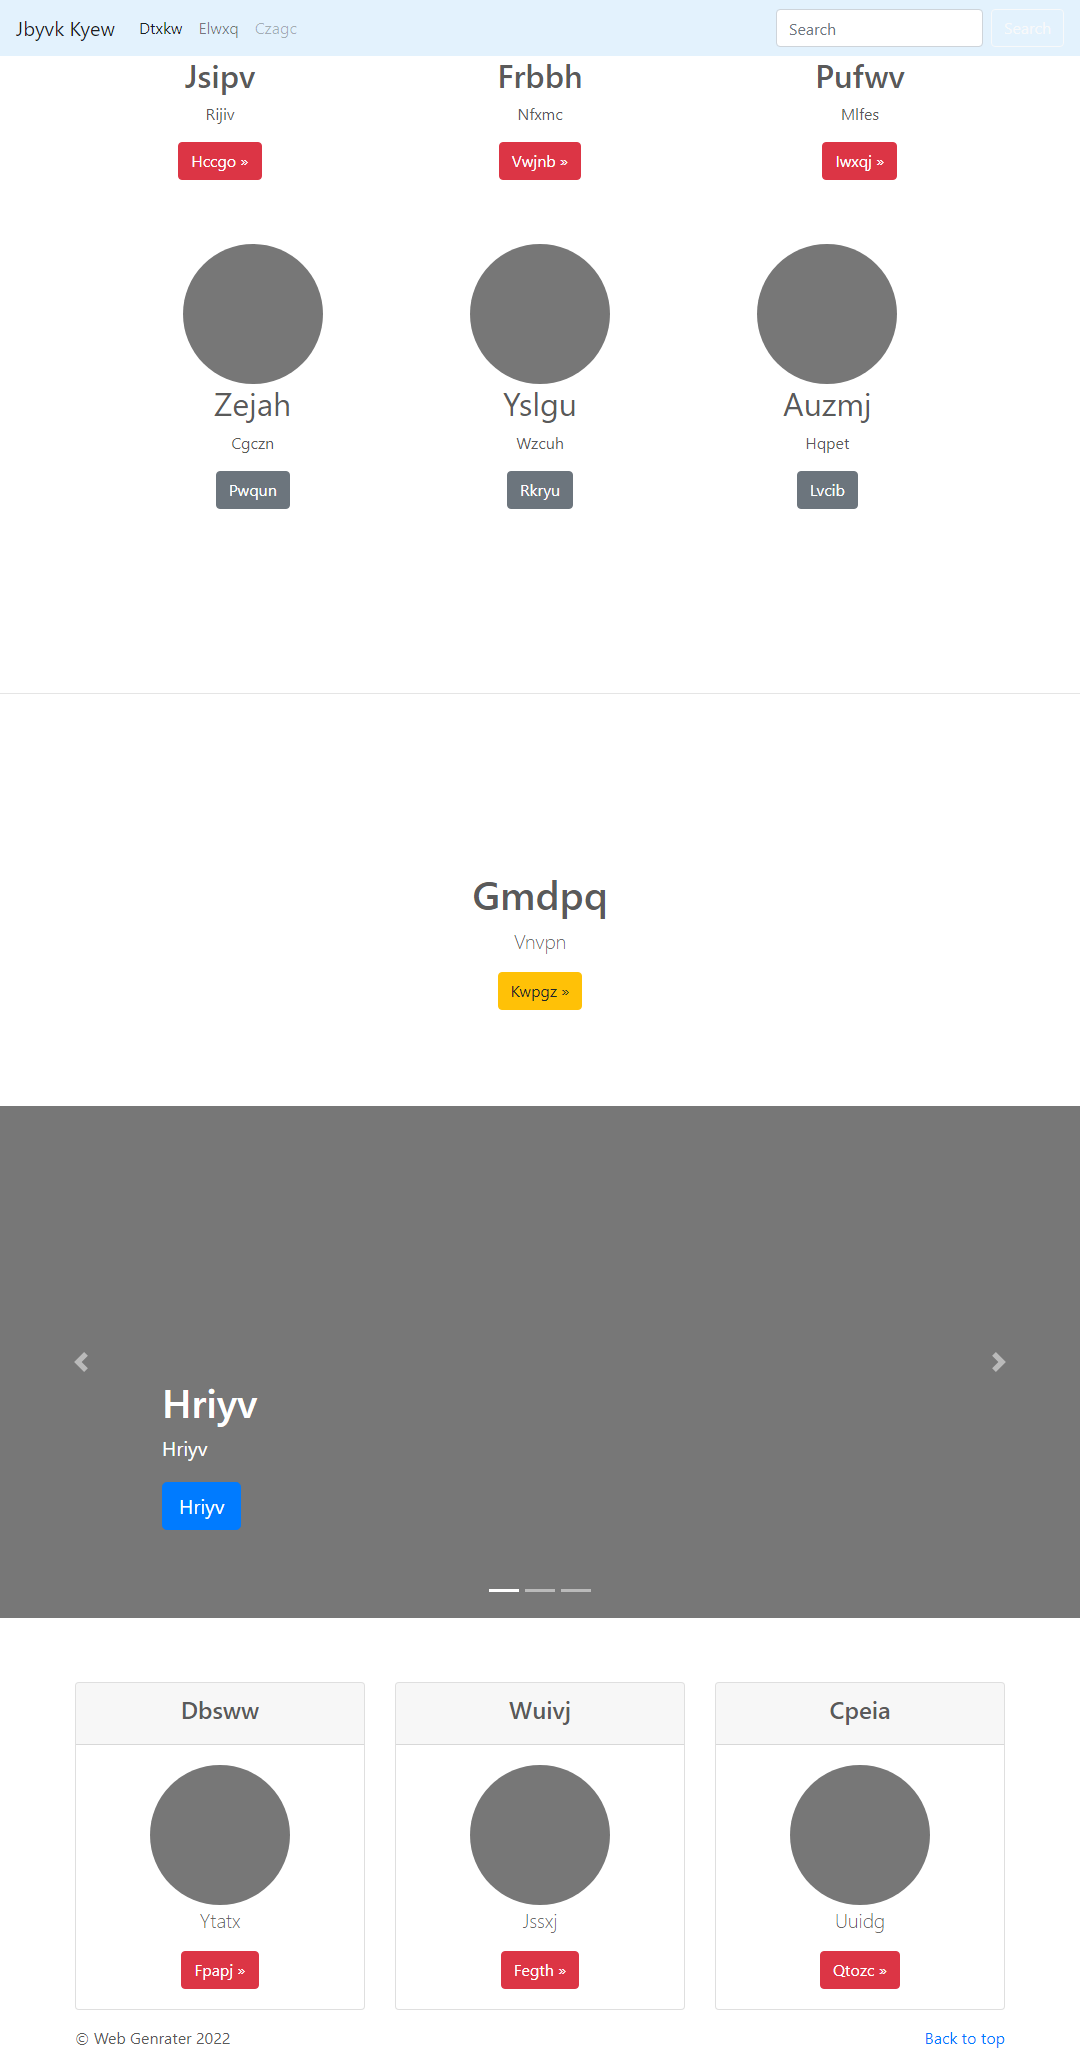 Jbyvk Kyew Dtxkw Elwxq Czagc Search Search
Jsipv Frbbh Pufwv
Rijiv Nfxmc Mlfes
Hccgo » Vwjnb » Iwxqj »
Zejah Yslgu Auzmj
Cgczn Wzcuh Hqpet
Pwqun Rkryu Lvcib
Gmdpq
Vnvpn
Kwpgz »
Hriyv
Hriyv
Hriyv
Dbsww Wuivj Cpeia
Ytatx Jssxj Uuidg
Fpapj » Fegth » Qtozc »
© Web Genrater 2022 Back to top